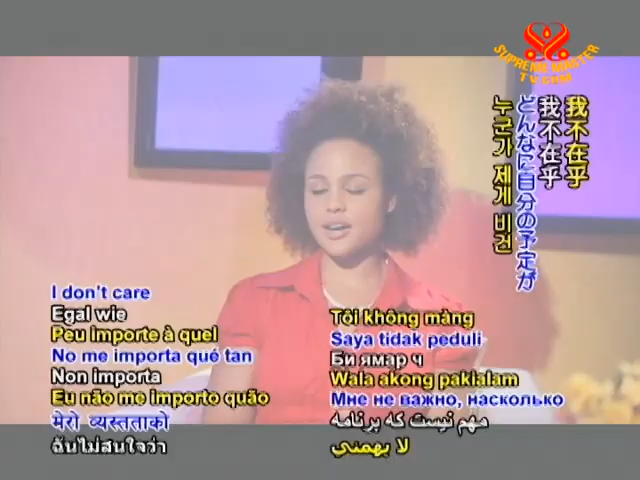 SUPREME MASTER
TV.COM
我不在乎
我不在乎
どんなに自分の予定が
누군가 제게 비건
I don't care
Egal wie
Peu importe à quel
No me importa qué tan
Non importa
Eu não me importo quão
मेरो व्यस्तताको
ฉันไม่สนใจว่า
Tôi không màng
Saya tidak peduli
Би ямар ч
Wala akong pakialam
Мне не важно, насколько
مهم نیست که برنامه
لا يهمني